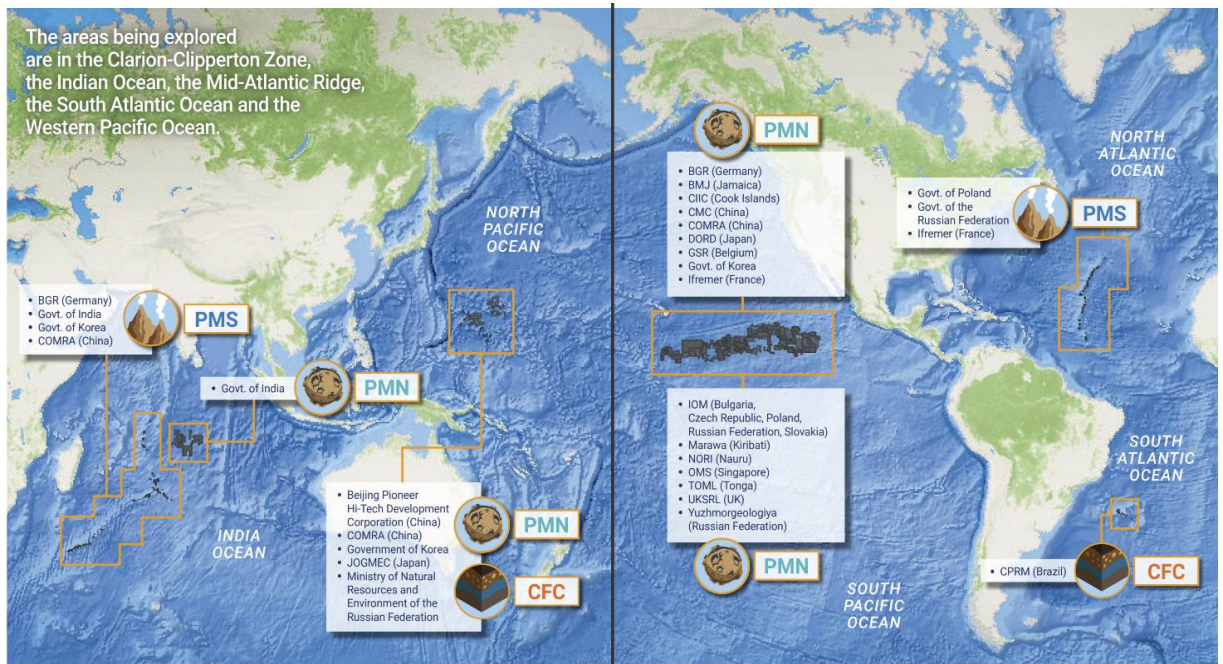 The areas being explored
are in the Clarion-Clipperton Zone,
the Indian Ocean, the Mid-Atlantic Ridge,
the South Atlantic Ocean and the
Western Pacific Ocean.
NORTH
PACIFIC
OCEAN
• BGR (Germany)
• Govt. of India
• Govt. of Korea
• COMRA (China)
PMS
• Govt. of India
PMN
INDIA
OCEAN
• Beijing Pioneer
Hi-Tech Development
Corporation (China)
• COMRA (China)
• Government of Korea
• JOGMEC (Japan)
• Ministry of Natural
Resources and
Environment of the
Russian Federation
PMN
CFC
PMN
• BGR (Germany)
• BMJ (Jamaica)
• CIIC (Cook Islands)
• CMC (China)
• COMRA (China)
• DORD (Japan)
• GSR (Belgium)
• Govt. of Korea
• Ifremer (France)
• IOM (Bulgaria,
Czech Republic, Poland,
Russian Federation, Slovakia)
• Marawa (Kiribati)
• NORI (Nauru)
• OMS (Singapore)
• TOML (Tonga)
• UKSRL (UK)
• Yuzhmorgeologiya
(Russian Federation)
PMN
NORTH
ATLANTIC
OCEAN
• Govt. of Poland
• Govt. of the
Russian Federation
• Ifremer (France)
PMS
SOUTH
ATLANTIC
OCEAN
• CPRM (Brazil)
CFC
SOUTH
PACIFIC
OCEAN